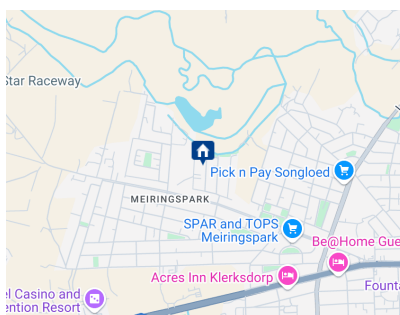 Star Raceway
Pick n Pay Songloed
MEIRINGSPARK
SPAR and TOPS
Meiringspark
Be@Home Gue
Acres Inn Klerksdorp
Fount
el Casino and
ention Resort